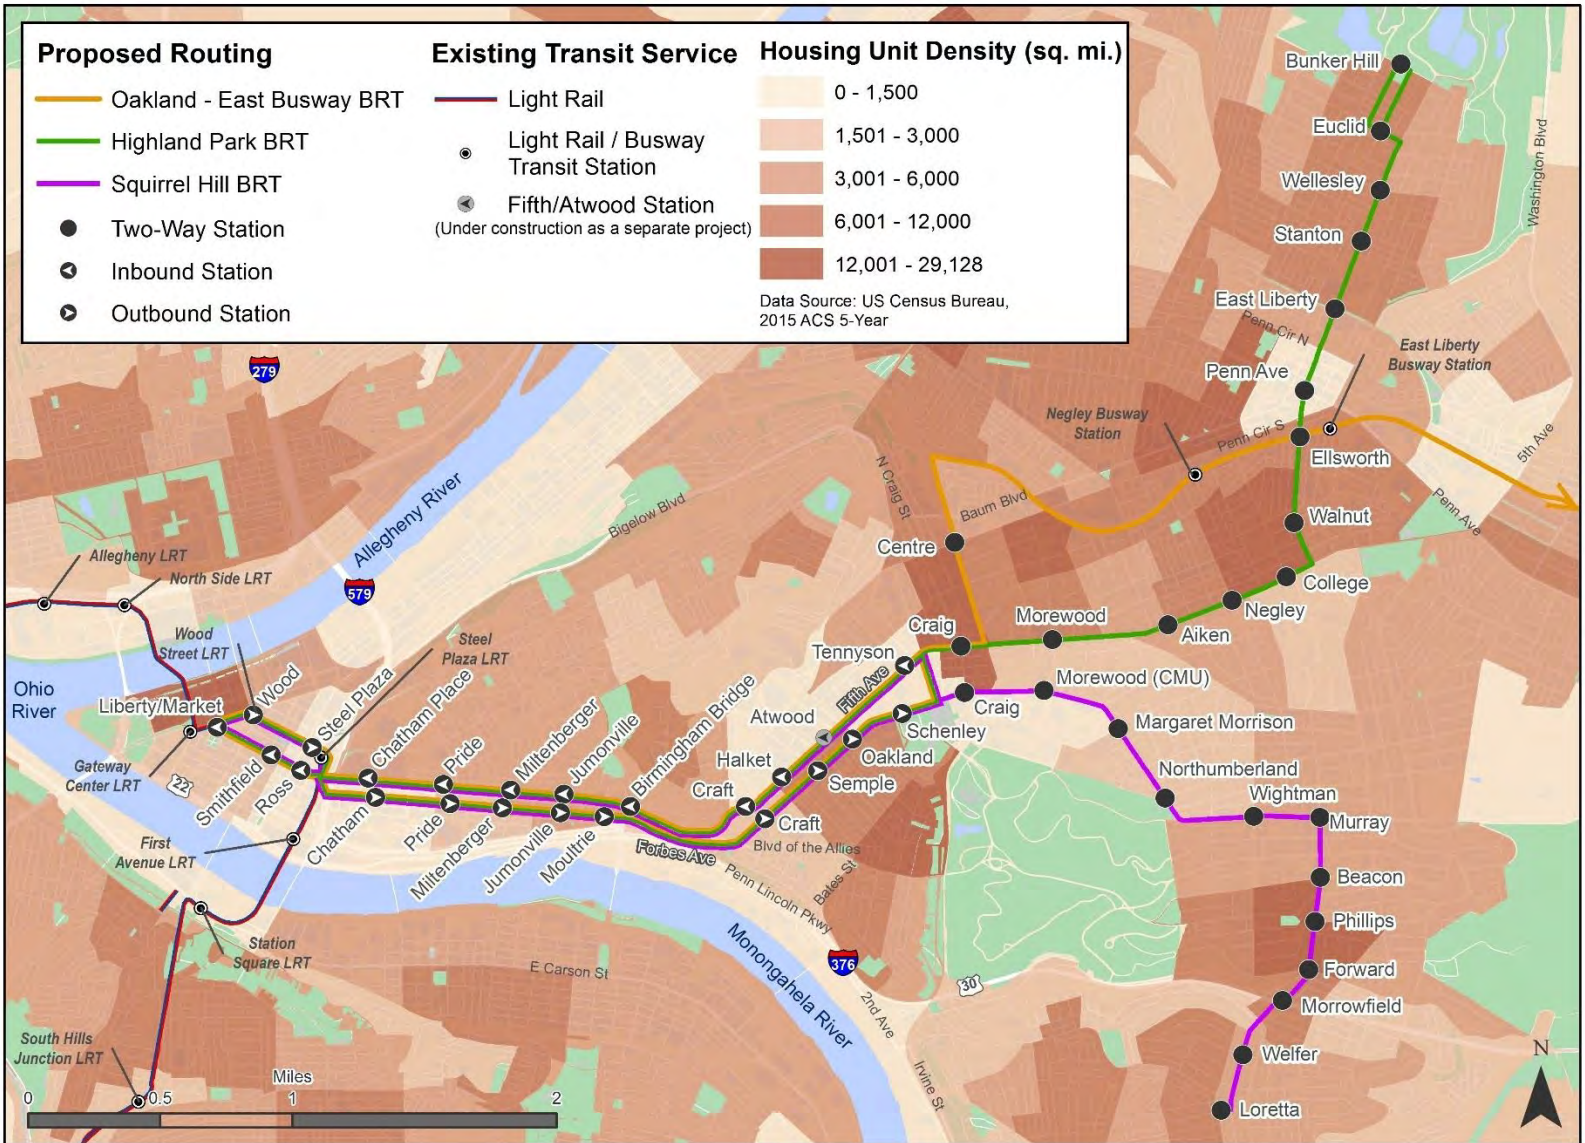 Proposed Routing
Oakland - East Busway BRT
Highland Park BRT
Squirrel Hill BRT
Two-Way Station
Inbound Station
Outbound Station
Existing Transit Service
Light Rail
Light Rail / Busway
Transit Station
Fifth/Atwood Station
(Under construction as a separate project)
Housing Unit Density (sq. mi.)
0 - 1,500
1,501 - 3,000
3,001 - 6,000
6,001 - 12,000
12,001 - 29,128
Data Source: US Census Bureau,
2015 ACS 5-Year
Bunker Hill
Euclid
Washington Blvd
Wellesley
Stanton
East Liberty
Penn Cir N
East Liberty
Busway Station
279
Penn Ave
Negley Busway
Station
Penn Cir S
5th Ave
Ellsworth
Allegheny River
Bigelow Blvd
N Craig St
Baum Blvd
Penn Ave
Walnut
Centre
Allegheny LRT
North Side LRT
579
College
Negley
Wood
Street LRT
Steel
Plaza LRT
Craig
Morewood
Aiken
Tennyson
Ohio
River
Liberty/Market
Wood
Steel Plaza
Chatham Place
Pride
Miltenberger
Jumonville
Birmingham Bridge
Fifth Ave
Morewood (CMU)
Craig
Atwood
Schenley
Margaret Morrison
Gateway
Center LRT
22
Smithfield
Ross
Halket
Oakland
Semple
Northumberland
Craft
Craft
Wightman
Murray
First
Avenue LRT
Chatham
Pride
Miltenberger
Jumonville
Moultrie
Forbes Ave
Blvd of the Allies
Bates St
Penn Lincoln Pkwy
Beacon
Phillips
Station
Square LRT
E Carson St
Monongahela River
376
Forward
30
2nd Ave
Morrowfield
South Hills
Junction LRT
Irvine St
Welfer
N
Miles
0
0.5
1
2
Loretta